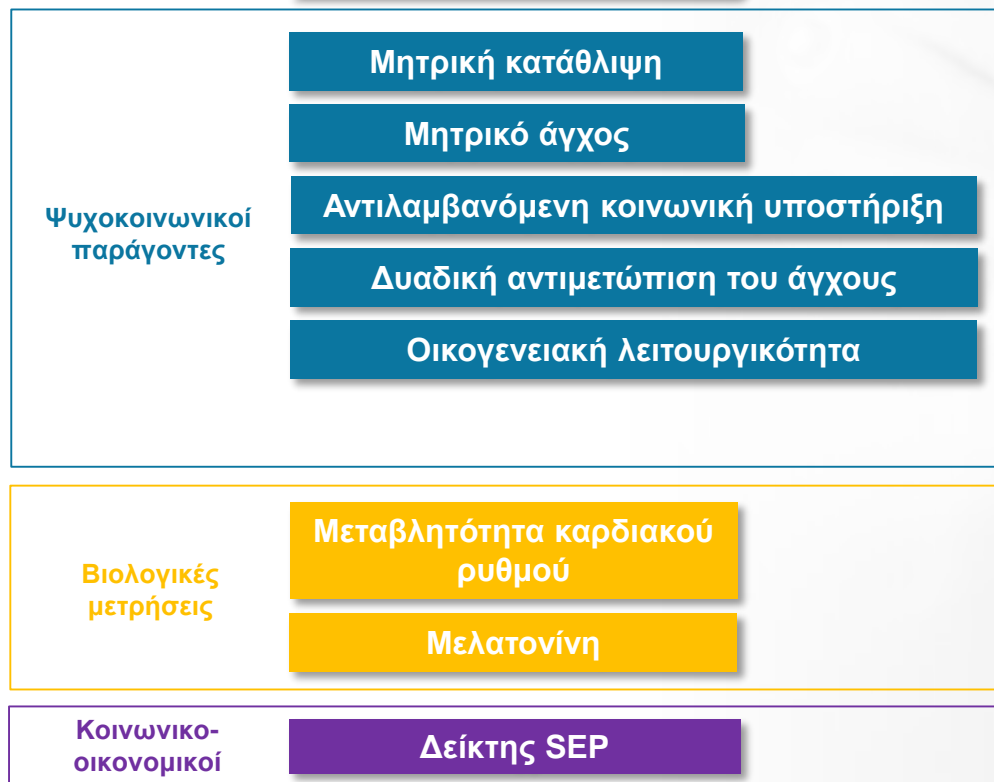 Μητρική κατάθλιψη
Μητρικό άγχος
Ψυχοκοινωνικοί
παράγοντες
Αντιλαμβανόμενη κοινωνική υποστήριξη
Δυαδική αντιμετώπιση του άγχους
Οικογενειακή λειτουργικότητα
Βιολογικές
μετρήσεις
Μεταβλητότητα καρδιακού
ρυθμού
Μελατονίνη
Κοινωνικο-
οικονομικοί
Δείκτης SEP